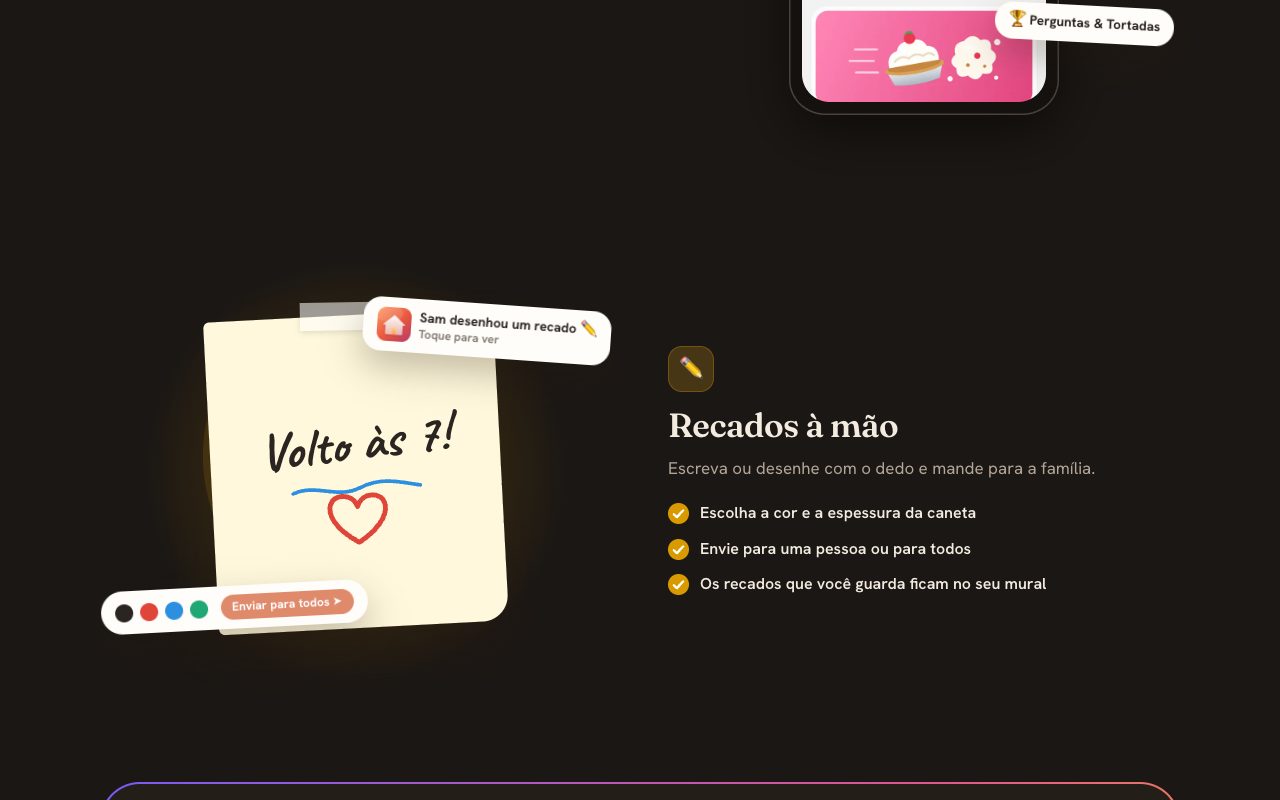 Perguntas & Tortadas
Sam desenhou um recado
Toque para ver
Volto às 7!
Enviar para todos
Recados à mão
Escreva ou desenhe com o dedo e mande para a família.
Escolha a cor e a espessura da caneta
Envie para uma pessoa ou para todos
Os recados que você guarda ficam no seu mural